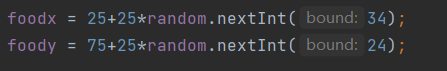 foodx = 25+25*random.nextInt( bound: 34);
foody = 75+25*random.nextInt( bound: 24);